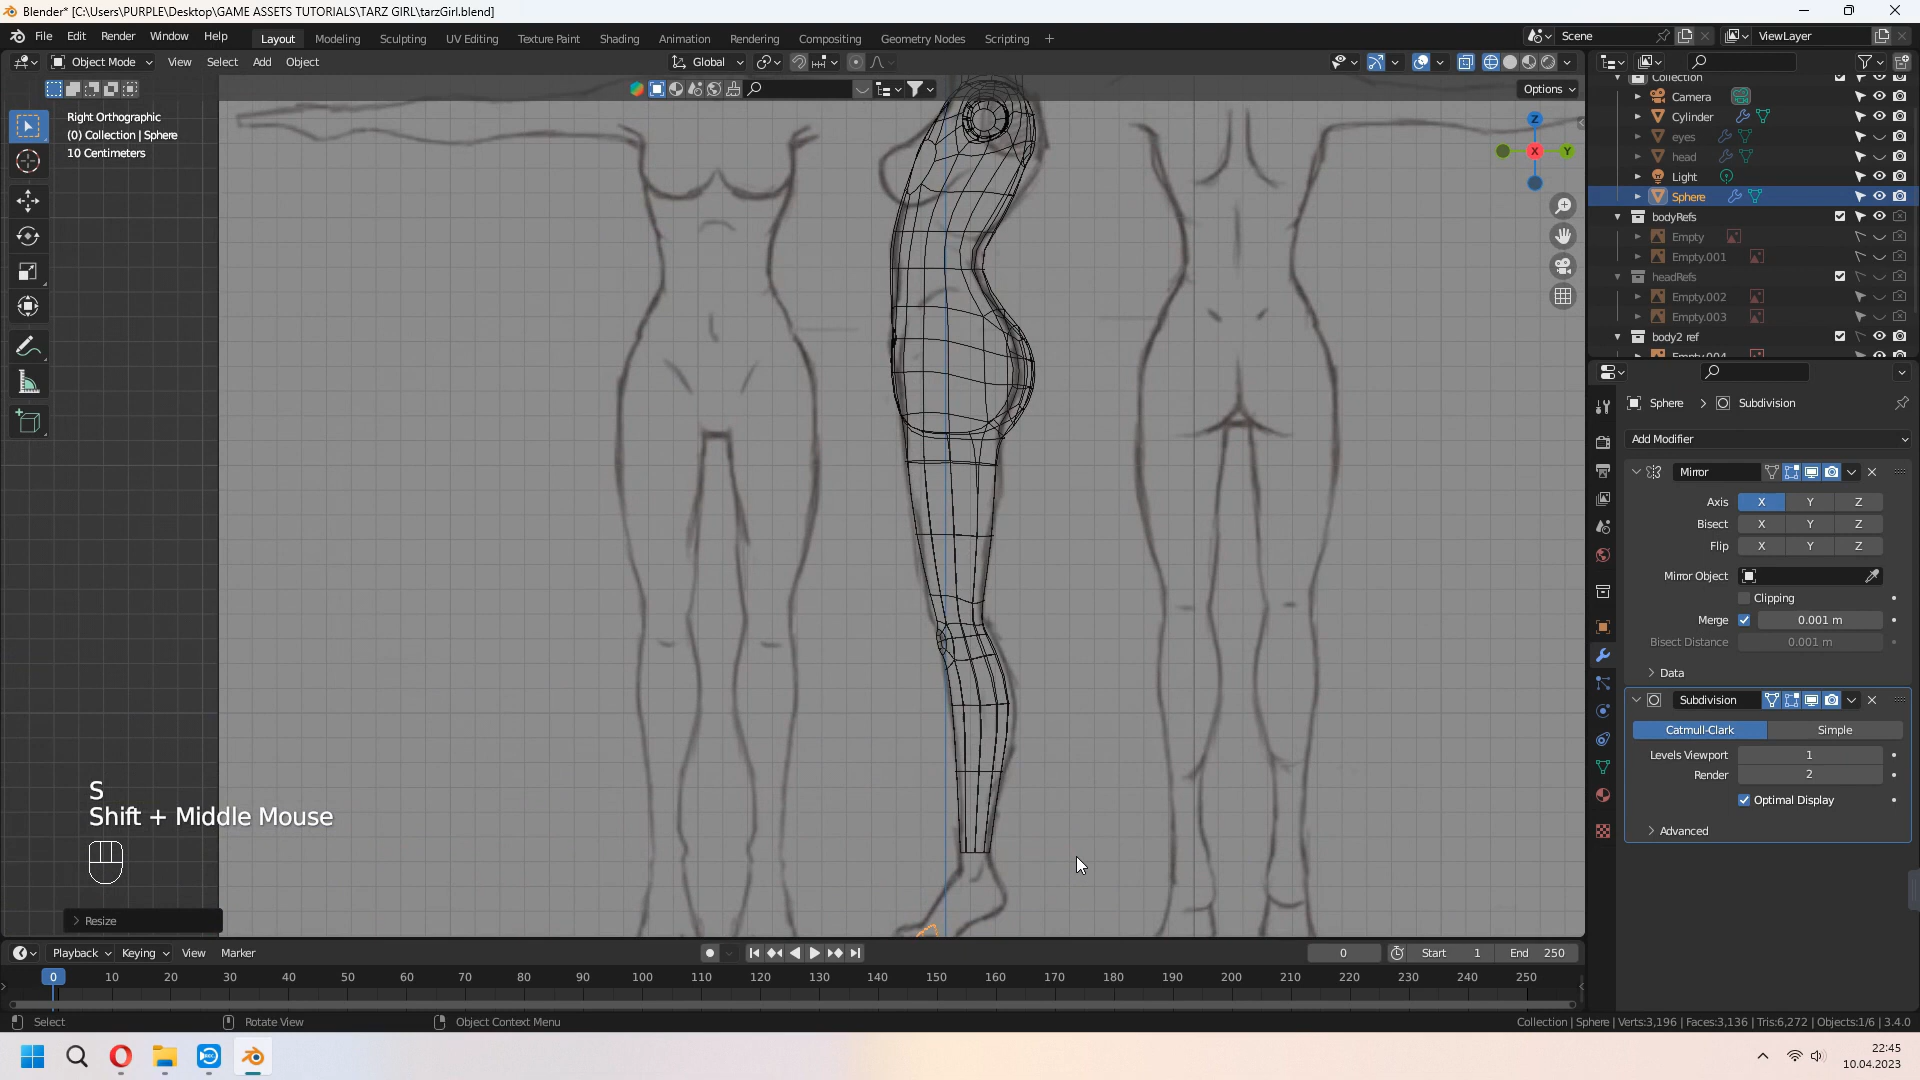 Blender* [C:\Users\PURPLE\Desktop\GAME ASSETS TUTORIALS\TARZ GIRL\tarzGirl.blend]
File Edit Render Window Help Layout Modeling Sculpting UV Editing Texture Paint Shading Animation Rendering Compositing Geometry Nodes Scripting + Scene ViewLayer
Object Mode View Select Add Object Global
Options
Right Orthographic
(0) Collection | Sphere
10 Centimeters
Z
X
Y
Collection
Camera
Cylinder
eyes
head
Light
Sphere
bodyRefs
Empty
Empty.001
headRefs
Empty.002
Empty.003
body2 ref
Empty.004
Sphere > Subdivision
Add Modifier
Mirror
Axis X Y Z
Bisect X Y Z
Flip X Y Z
Mirror Object
Clipping
Merge 0.001 m
Bisect Distance 0.001 m
Data
Subdivision
Catmull-Clark Simple
Levels Viewport 1
Render 2
Optimal Display
Advanced
S
Shift + Middle Mouse
Resize
Playback Keying View Marker 0 Start 1 End 250
0 10 20 30 40 50 60 70 80 90 100 110 120 130 140 150 160 170 180 190 200 210 220 230 240 250
Select Rotate View Object Context Menu Collection | Sphere | Verts:3,196 | Faces:3,136 | Tris:6,272 | Objects:1/6 | 3.4.0
22:45
10.04.2023